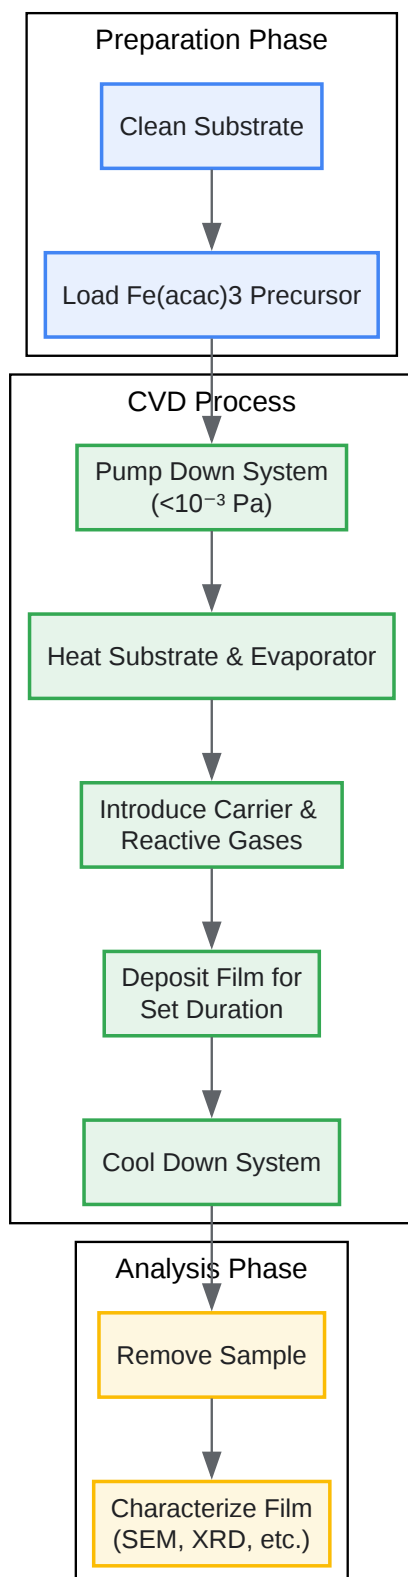 Preparation Phase
Clean Substrate
Load Fe(acac)3 Precursor
CVD Process
Pump Down System
(<10⁻³ Pa)
Heat Substrate & Evaporator
Introduce Carrier &
Reactive Gases
Deposit Film for
Set Duration
Cool Down System
Analysis Phase
Remove Sample
Characterize Film
(SEM, XRD, etc.)